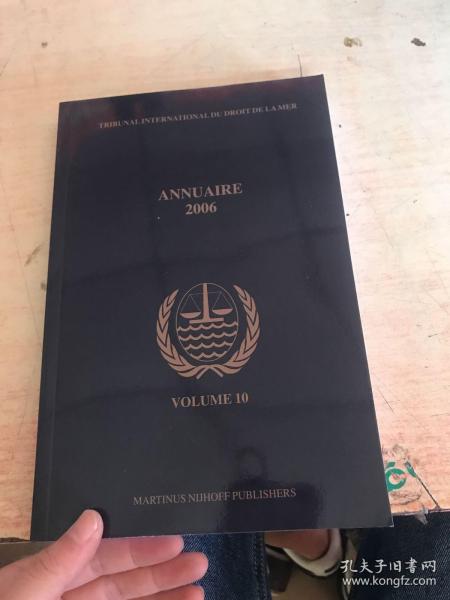 TRIBUNAL INTERNATIONAL DU DROIT DE LA MER
ANNUAIRE
2006
VOLUME 10
MARTINUS NIJHOFF PUBLISHERS
孔夫子旧书网
www.kongfz.com